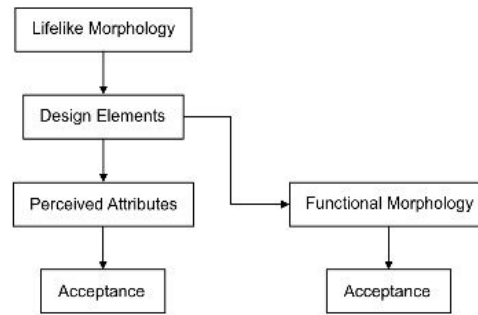 Lifelike Morphology
Design Elements
Perceived Attributes
Functional Morphology
Acceptance
Acceptance